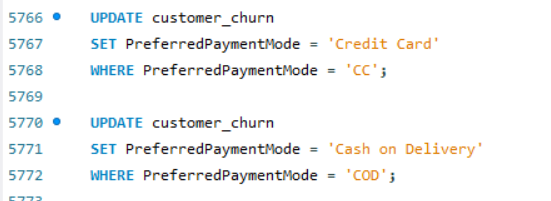 5766 UPDATE customer_churn
5767 SET PreferredPaymentMode = 'Credit Card'
5768 WHERE PreferredPaymentMode = 'CC';
5769
5770 UPDATE customer_churn
5771 SET PreferredPaymentMode = 'Cash on Delivery'
5772 WHERE PreferredPaymentMode = 'COD';